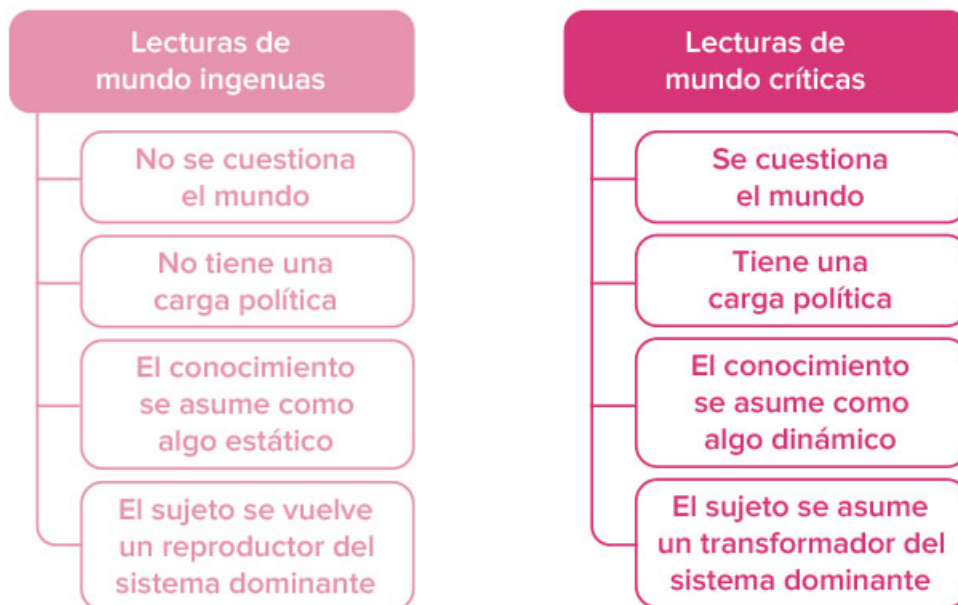 Lecturas de
mundo ingenuas
No se cuestiona
el mundo
No tiene una
carga política
El conocimiento
se asume como
algo estático
El sujeto se vuelve
un reproductor del
sistema dominante
Lecturas de
mundo críticas
Se cuestiona
el mundo
Tiene una
carga política
El conocimiento
se asume como
algo dinámico
El sujeto se asume
un transformador del
sistema dominante